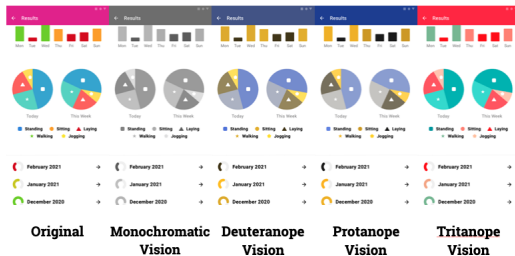 ← Results
Mon Tue Wed Thu Fri Sat Sun
Today This Week
Standing Sitting Laying
Walking Jogging
February 2021 →
January 2021 →
December 2020 →
Original
← Results
Mon Tue Wed Thu Fri Sat Sun
Today This Week
Standing Sitting Laying
Walking Jogging
February 2021 →
January 2021 →
December 2020 →
Monochromatic
Vision
← Results
Mon Tue Wed Thu Fri Sat Sun
Today This Week
Standing Sitting Laying
Walking Jogging
February 2021 →
January 2021 →
December 2020 →
Deuteranope
Vision
← Results
Mon Tue Wed Thu Fri Sat Sun
Today This Week
Standing Sitting Laying
Walking Jogging
February 2021 →
January 2021 →
December 2020 →
Protanope
Vision
← Results
Mon Tue Wed Thu Fri Sat Sun
Today This Week
Standing Sitting Laying
Walking Jogging
February 2021 →
January 2021 →
December 2020 →
Tritanope
Vision